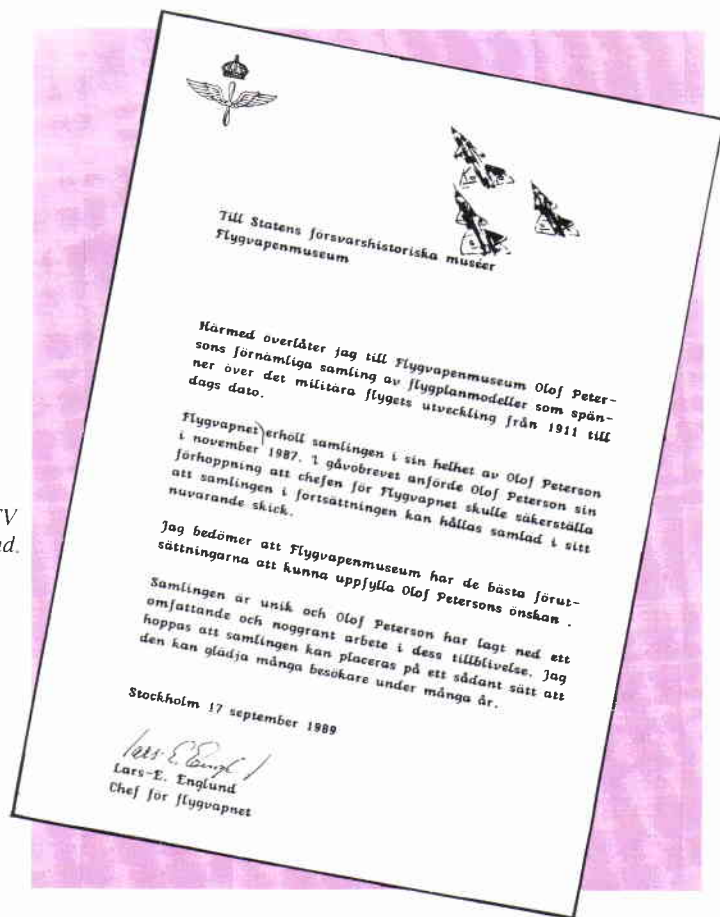 Till Statens försvarshistoriska muséer
Flygvapenmuseum
Härmed överlåter jag till Flygvapenmuseum Olof Peter-
sons förnämliga samling av flygplanmodeller som spän-
ner över det militära flygets utveckling från 1911 till
dags dato.
Flygvapnet erhöll samlingen i sin helhet av Olof Peterson
i november 1987. I gåvobrevet anförde Olof Peterson sin
förhoppning att chefen för Flygvapnet skulle säkerställa
att samlingen i fortsättningen kan hållas samlad i sitt
nuvarande skick.
Jag bedömer att Flygvapenmuseum har de bästa förut-
sättningarna att kunna uppfylla Olof Petersons önskan .
Samlingen är unik och Olof Peterson har lagt ned ett
omfattande och noggrant arbete i dess tillblivelse. Jag
hoppas att samlingen kan placeras på ett sådant sätt att
den kan glädja många besökare under många år.
Stockholm 17 september 1989
Lars-E. Englund
Lars-E. Englund
Chef för flygvapnet